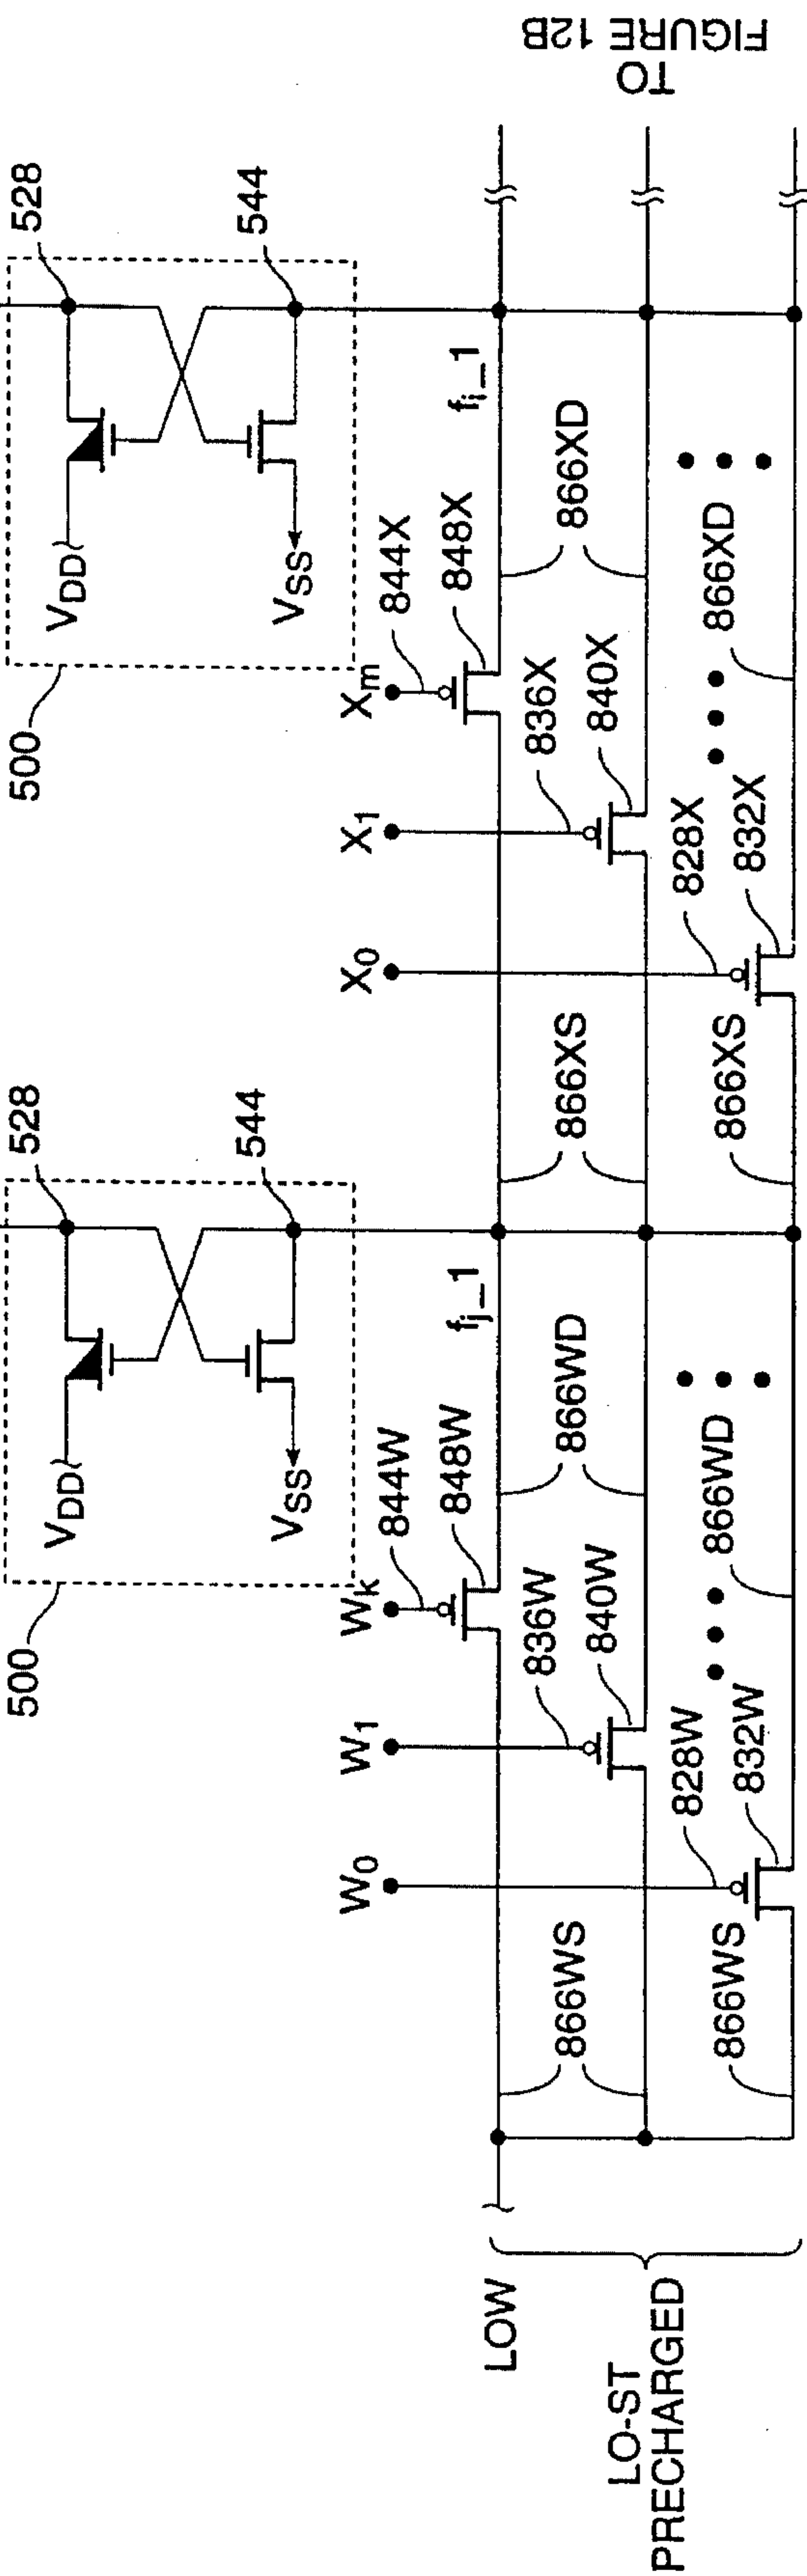 TO
FIGURE 12B
528
528
544
544
VDD
VDD
VSS
VSS
500
500
fj_1
fi_1
Wk
844W
848W
W1
836W
840W
W0
828W
832W
Xm
844X
848X
X1
836X
840X
X0
828X
832X
866WS
866WS
866WD
866WD
866XS
866XS
866XD
866XD
LOW
LO-ST
PRECHARGED